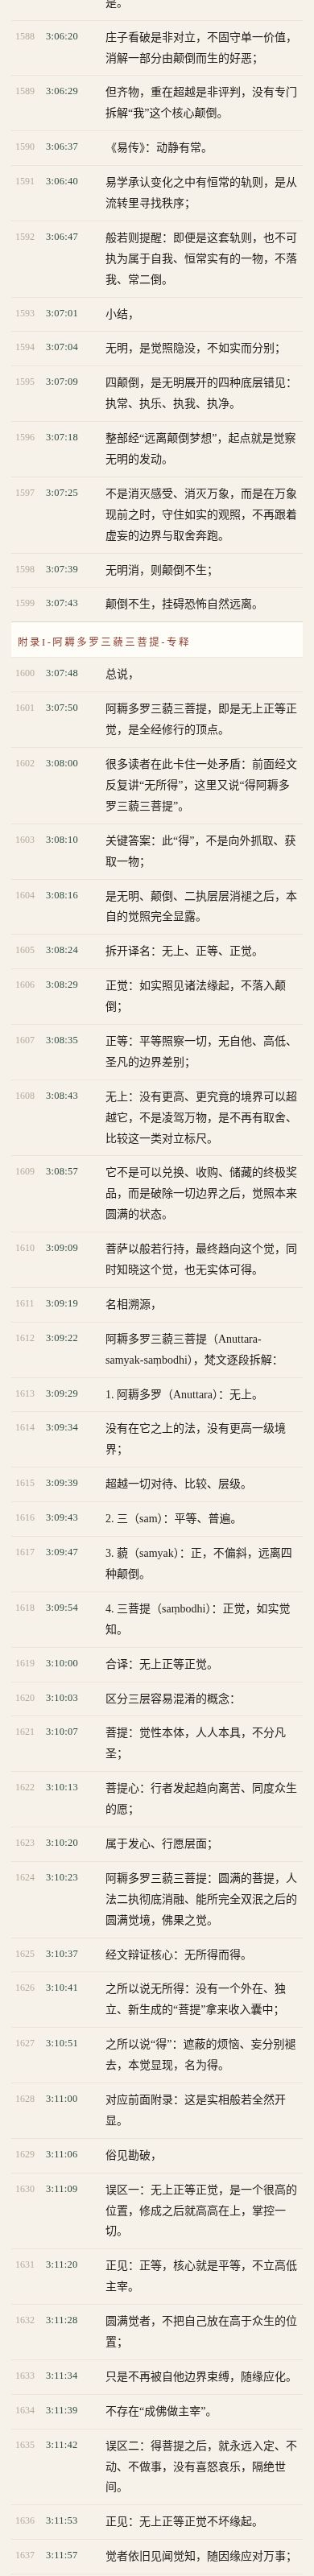 是。
1588 3:06:20 庄子看破是非对立，不固守单一价值，
消解一部分由颠倒而生的好恶；
1589 3:06:29 但齐物，重在超越是非评判，没有专门
拆解“我”这个核心颠倒。
1590 3:06:37 《易传》：动静有常。
1591 3:06:40 易学承认变化之中有恒常的轨则，是从
流转里寻找秩序；
1592 3:06:47 般若则提醒：即便是这套轨则，也不可
执为属于自我、恒常实有的一物，不落
我、常二倒。
1593 3:07:01 小结，
1594 3:07:04 无明，是觉照隐没，不如实而分别；
1595 3:07:09 四颠倒，是无明展开的四种底层错见：
执常、执乐、执我、执净。
1596 3:07:18 整部经“远离颠倒梦想”，起点就是觉察
无明的发动。
1597 3:07:25 不是消灭感受、消灭万象，而是在万象
现前之时，守住如实的观照，不再跟着
虚妄的边界与取舍奔跑。
1598 3:07:39 无明消，则颠倒不生；
1599 3:07:43 颠倒不生，挂碍恐怖自然远离。
附录I-阿耨多罗三藐三菩提-专释
1600 3:07:48 总说，
1601 3:07:50 阿耨多罗三藐三菩提，即是无上正等正
觉，是全经修行的顶点。
1602 3:08:00 很多读者在此卡住一处矛盾：前面经文
反复讲“无所得”，这里又说“得阿耨多
罗三藐三菩提”。
1603 3:08:10 关键答案：此“得”，不是向外抓取、获
取一物；
1604 3:08:16 是无明、颠倒、二执层层消褪之后，本
自的觉照完全显露。
1605 3:08:24 拆开译名：无上、正等、正觉。
1606 3:08:29 正觉：如实照见诸法缘起，不落入颠
倒；
1607 3:08:35 正等：平等照察一切，无自他、高低、
圣凡的边界差别；
1608 3:08:43 无上：没有更高、更究竟的境界可以超
越它，不是凌驾万物，是不再有取舍、
比较这一类对立标尺。
1609 3:08:57 它不是可以兑换、收购、储藏的终极奖
品，而是破除一切边界之后，觉照本来
圆满的状态。
1610 3:09:09 菩萨以般若行持，最终趋向这个觉，同
时知晓这个觉，也无实体可得。
1611 3:09:19 名相溯源，
1612 3:09:22 阿耨多罗三藐三菩提（Anuttara-
samyak-saṃbodhi），梵文逐段拆解：
1613 3:09:29 1. 阿耨多罗（Anuttara）：无上。
1614 3:09:34 没有在它之上的法，没有更高一级境
界；
1615 3:09:39 超越一切对待、比较、层级。
1616 3:09:43 2. 三（sam）：平等、普遍。
1617 3:09:47 3. 藐（samyak）：正，不偏斜，远离四
种颠倒。
1618 3:09:54 4. 三菩提（saṃbodhi）：正觉，如实觉
知。
1619 3:10:00 合译：无上正等正觉。
1620 3:10:03 区分三层容易混淆的概念：
1621 3:10:07 菩提：觉性本体，人人本具，不分凡
圣；
1622 3:10:13 菩提心：行者发起趋向离苦、同度众生
的愿；
1623 3:10:20 属于发心、行愿层面；
1624 3:10:23 阿耨多罗三藐三菩提：圆满的菩提，人
法二执彻底消融、能所完全双泯之后的
圆满觉境，佛果之觉。
1625 3:10:37 经文辩证核心：无所得而得。
1626 3:10:41 之所以说无所得：没有一个外在、独
立、新生成的“菩提”拿来收入囊中；
1627 3:10:51 之所以说“得”：遮蔽的烦恼、妄分别褪
去，本觉显现，名为得。
1628 3:11:00 对应前面附录：这是实相般若全然开
显。
1629 3:11:06 俗见勘破，
1630 3:11:09 误区一：无上正等正觉，是一个很高的
位置，修成之后就高高在上，掌控一
切。
1631 3:11:20 正见：正等，核心就是平等，不立高低
主宰。
1632 3:11:28 圆满觉者，不把自己放在高于众生的位
置；
1633 3:11:34 只是不再被自他边界束缚，随缘应化。
1634 3:11:39 不存在“成佛做主宰”。
1635 3:11:42 误区二：得菩提之后，就永远入定、不
动、不做事，没有喜怒哀乐，隔绝世
间。
1636 3:11:53 正见：无上正等正觉不坏缘起。
1637 3:11:57 觉者依旧见闻觉知，随因缘应对万事；